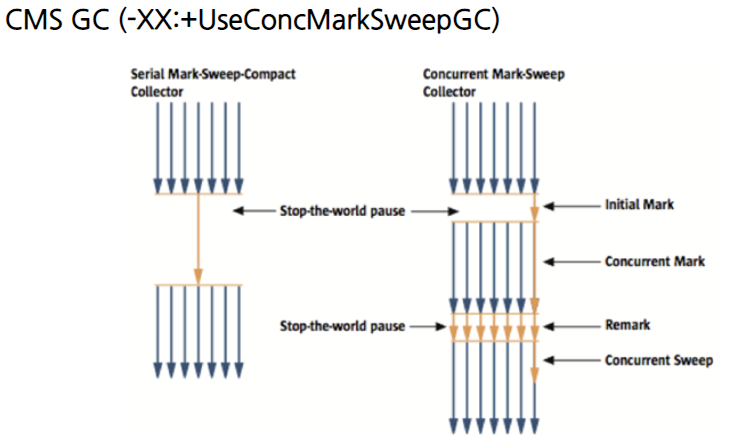 CMS GC (-XX:+UseConcMarkSweepGC)
Serial Mark-Sweep-Compact
Collector
Concurrent Mark-Sweep
Collector
Stop-the-world pause
Initial Mark
Concurrent Mark
Stop-the-world pause
Remark
Concurrent Sweep